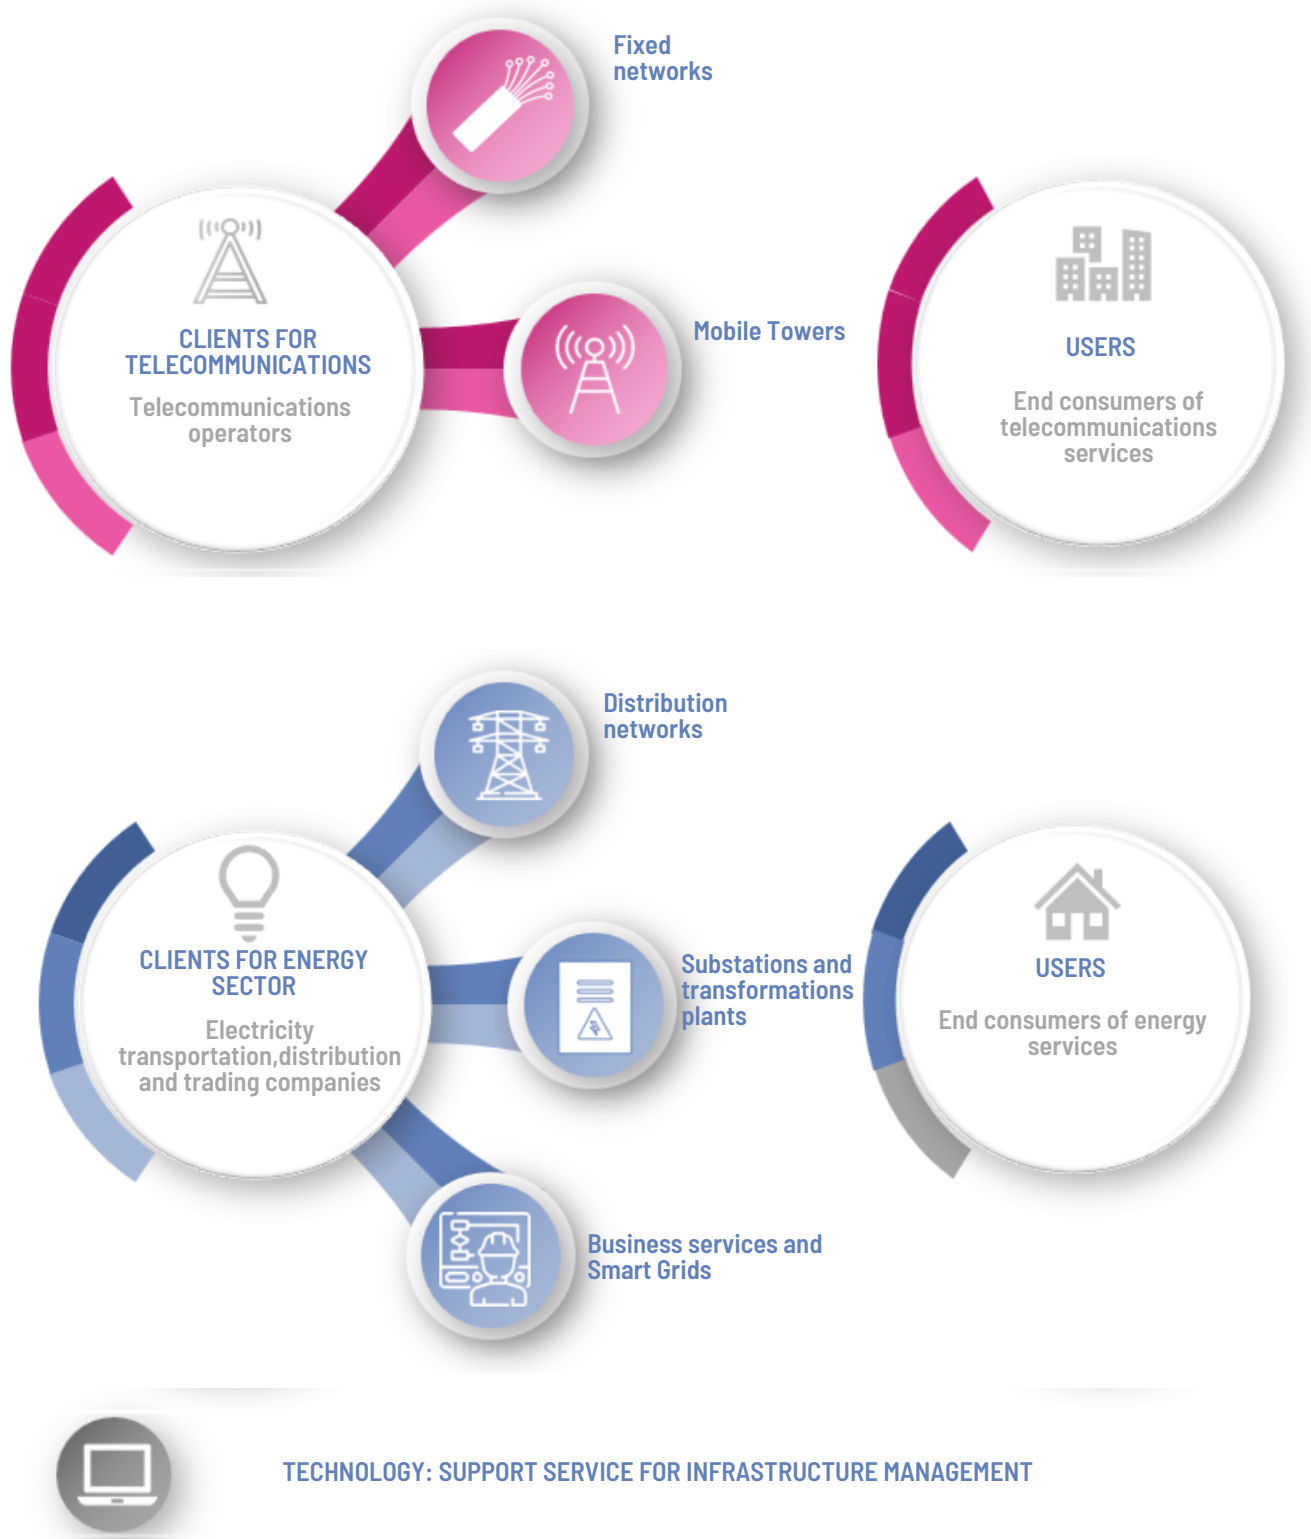 Fixed
networks
CLIENTS FOR
TELECOMMUNICATIONS
Telecommunications
operators
Mobile Towers
USERS
End consumers of
telecommunications
services
Distribution
networks
CLIENTS FOR ENERGY
SECTOR
Electricity
transportation,distribution
and trading companies
Substations and
transformations
plants
USERS
End consumers of energy
services
Business services and
Smart Grids
TECHNOLOGY: SUPPORT SERVICE FOR INFRASTRUCTURE MANAGEMENT